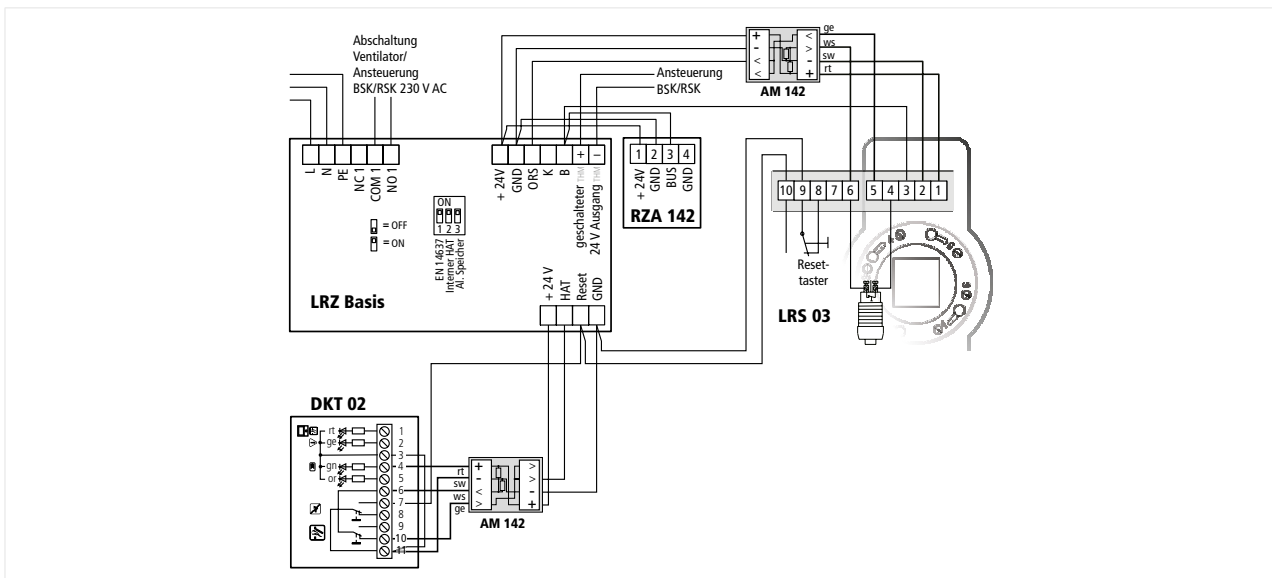 Abschaltung
Ventilator/
Ansteuerung
BSK/RSK 230 V AC
+
-
<
<
<
>
-
+
ge
ws
sw
rt
AM 142
Ansteuerung
BSK/RSK
L
N
PE
NC 1
COM 1
NO 1
+ 24V
GND
ORS
K
B
+
–
geschalteter THM
24 V Ausgang THM
1 2 3 4
+ 24V
GND
BUS
GND
RZA 142
ON
1 2 3
= OFF
= ON
EN 14637
Interner HAT
Al. Speicher
LRZ Basis
+ 24 V
HAT
Reset
GND
10 9 8 7 6 5 4 3 2 1
Reset-
taster
LRS 03
DKT 02
rt 1
ge 2
3
gn 4
or 5
6
7
8
9
10
11
rt
sw
ws
ge
+
-
<
>
>
>
-
+
AM 142